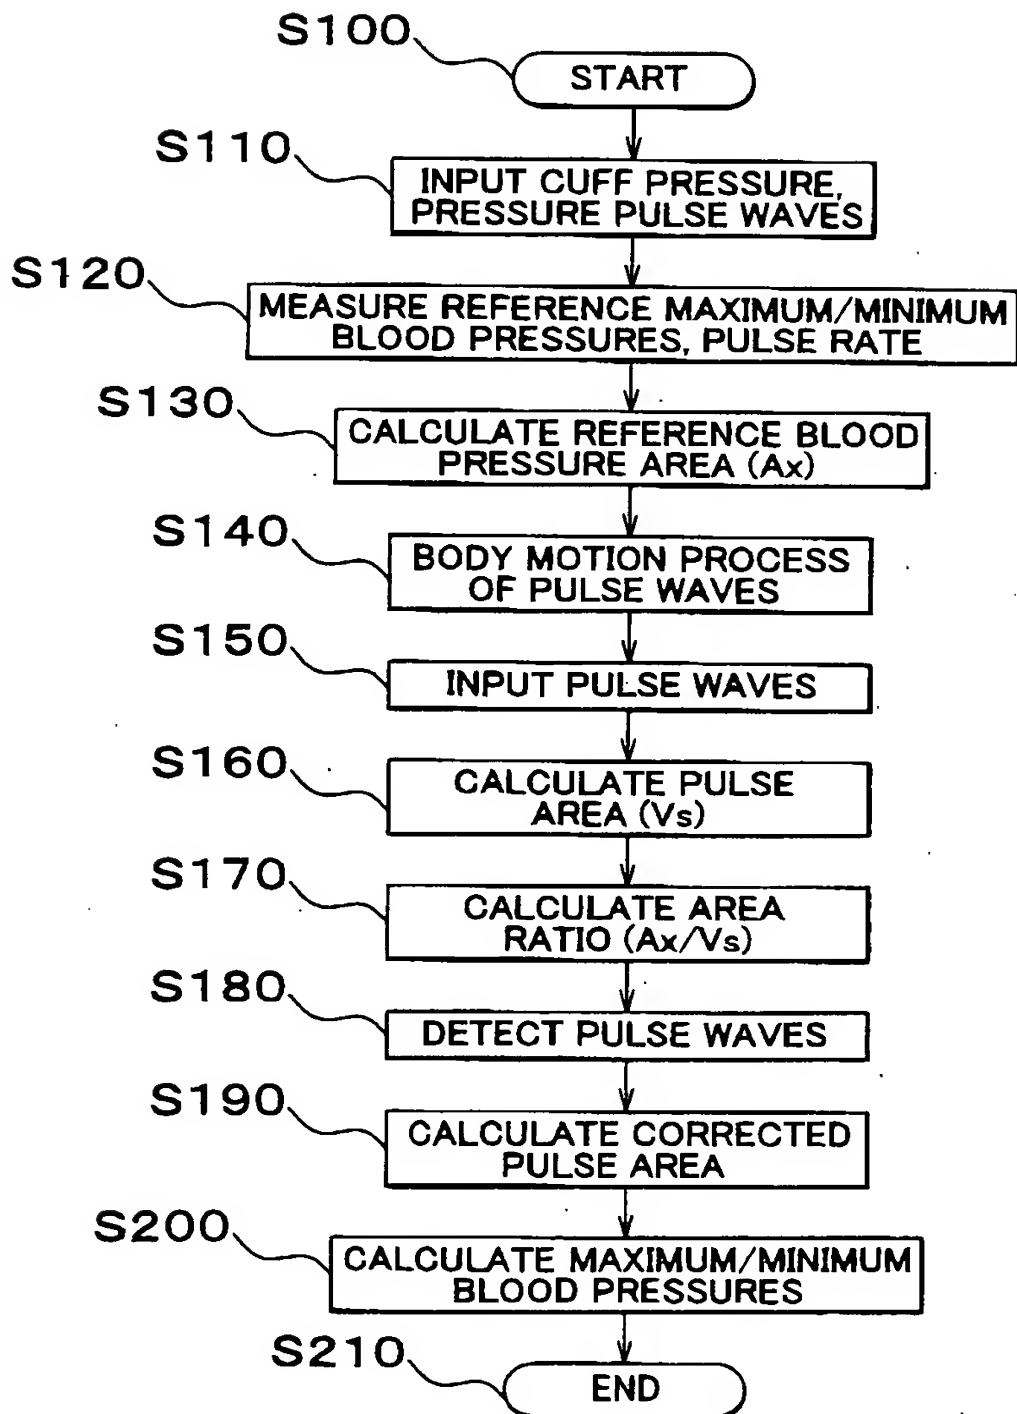 S100
START
S110
INPUT CUFF PRESSURE,
PRESSURE PULSE WAVES
S120
MEASURE REFERENCE MAXIMUM/MINIMUM
BLOOD PRESSURES, PULSE RATE
S130
CALCULATE REFERENCE BLOOD
PRESSURE AREA (Ax)
S140
BODY MOTION PROCESS
OF PULSE WAVES
S150
INPUT PULSE WAVES
S160
CALCULATE PULSE
AREA (Vs)
S170
CALCULATE AREA
RATIO (Ax/Vs)
S180
DETECT PULSE WAVES
S190
CALCULATE CORRECTED
PULSE AREA
S200
CALCULATE MAXIMUM/MINIMUM
BLOOD PRESSURES
S210
END